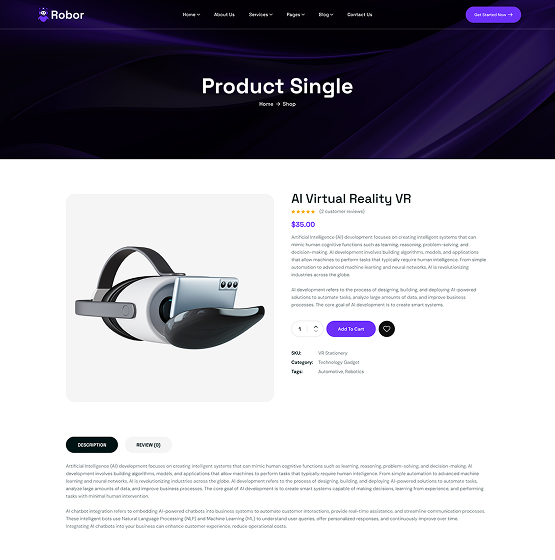 Robor
Home
About Us
Services
Pages
Blog
Contact Us
Get Started Now →
Product Single
Home → Shop
AI Virtual Reality VR
(2 customer reviews)
$35.00
Artificial Intelligence (AI) development focuses on creating intelligent systems that can
mimic human cognitive functions such as learning, reasoning, problem-solving, and
decision-making. AI development involves building algorithms, models, and applications
that allow machines to perform tasks that typically require human intelligence. From simple
automation to advanced machine-learning and neural networks, AI is revolutionizing
industries across the globe.
AI development refers to the process of designing, building, and deploying AI-powered
solutions to automate tasks, analyze large amounts of data, and improve business
processes. The core goal of AI development is to create smart systems.
1
Add To Cart
SKU: VR Stationery
Category: Technology Gadget
Tags: Automotive, Robotics
DESCRIPTION
REVIEW (0)
Artificial Intelligence (AI) development focuses on creating intelligent systems that can mimic human cognitive functions such as learning, reasoning, problem-solving, and decision-making. AI
development involves building algorithms, models, and applications that allow machines to perform tasks that typically require human intelligence. From simple automation to advanced machine
learning and neural networks, AI is revolutionizing industries across the globe. AI development refers to the process of designing, building, and deploying AI-powered solutions to automate tasks,
analyze large amounts of data, and improve business processes. The core goal of AI development is to create smart systems capable of making decisions, learning from experience, and performing
tasks with minimal human intervention.
AI chatbot integration refers to embedding AI-powered chatbots into business systems to automate customer interactions, provide real-time assistance, and streamline communication processes.
These intelligent bots use Natural Language Processing (NLP) and Machine Learning (ML) to understand user queries, offer personalized responses, and continuously improve over time.
Integrating AI chatbots into your business can enhance customer experience, reduce operational costs.